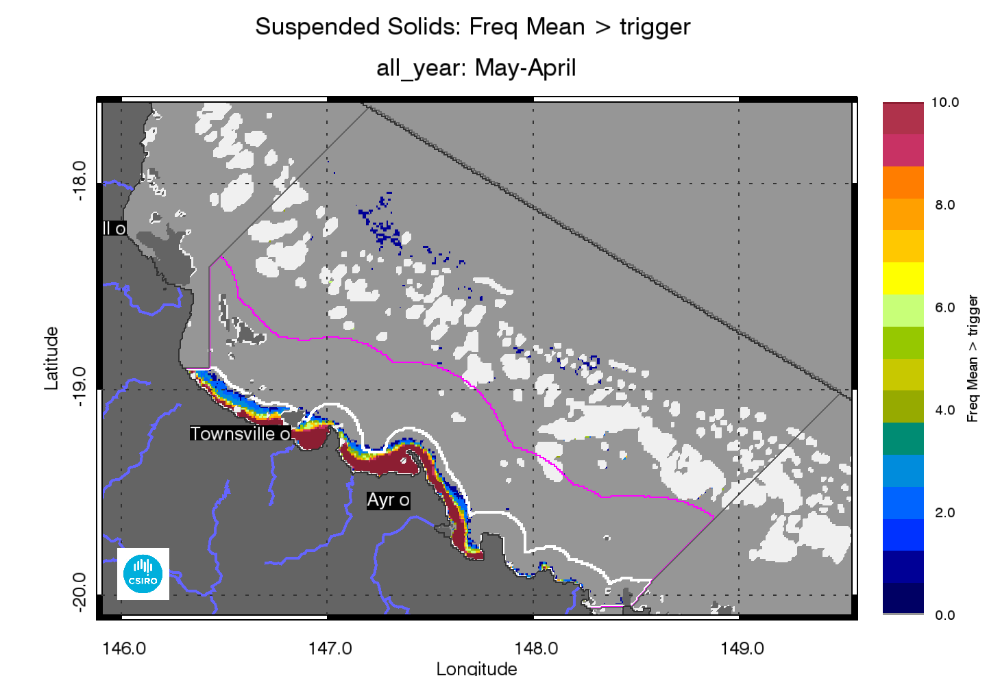 Suspended Solids: Freq Mean > trigger
all_year: May-April
10.0
8.0
6.0
4.0
2.0
0.0
Freq Mean > trigger
-18.0
-19.0
-20.0
Latitude
ll o
Townsville o
Ayr o
CSIRO
146.0
147.0
148.0
149.0
Longitude